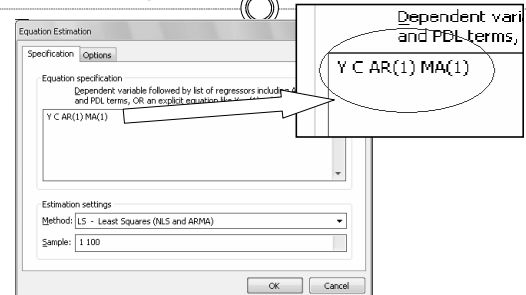 Equation Estimation
Specification Options
Equation specification
Dependent variable followed by list of regressors including
and PDL terms, OR an explicit equation like
Y C AR(1) MA(1)
Estimation settings
Method: LS - Least Squares (NLS and ARMA)
Sample: 1 100
OK Cancel
Dependent vari
and PDL terms,
Y C AR(1) MA(1)